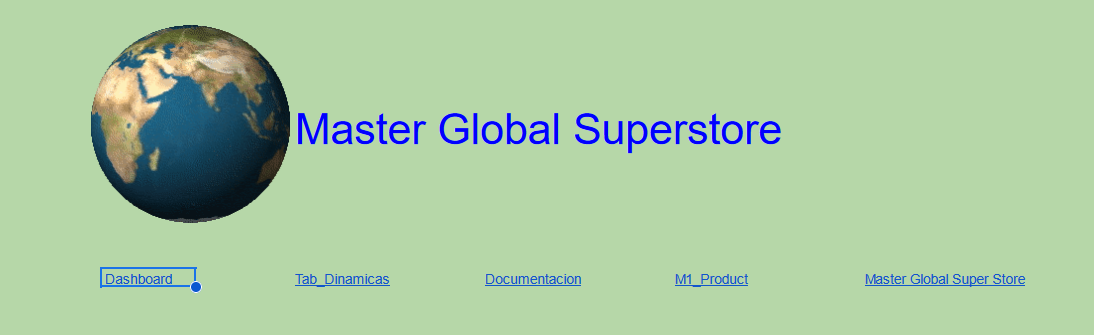 Master Global Superstore
Dashboard Tab_Dinamicas Documentacion M1_Product Master Global Super Store